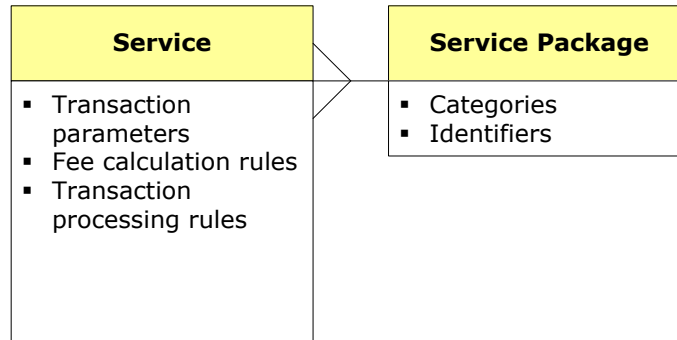 Service
▪ Transaction
parameters
▪ Fee calculation rules
▪ Transaction
processing rules
Service Package
▪ Categories
▪ Identifiers